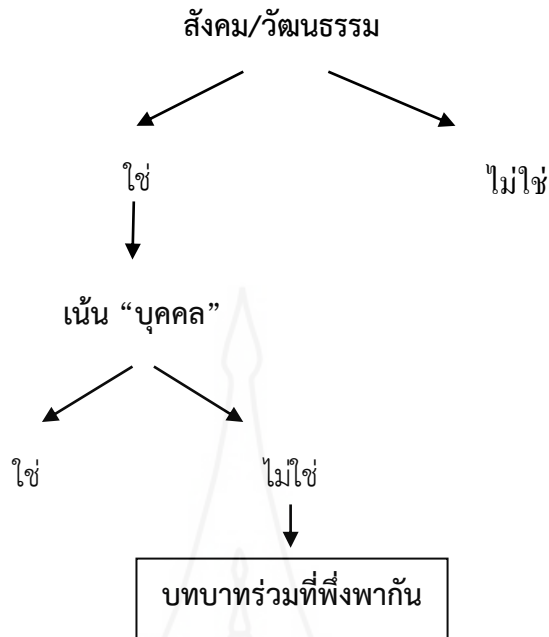 สังคม/วัฒนธรรม
ใช่ ไม่ใช่
เน้น “บุคคล”
ใช่ ไม่ใช่
บทบาทร่วมที่พึ่งพากัน